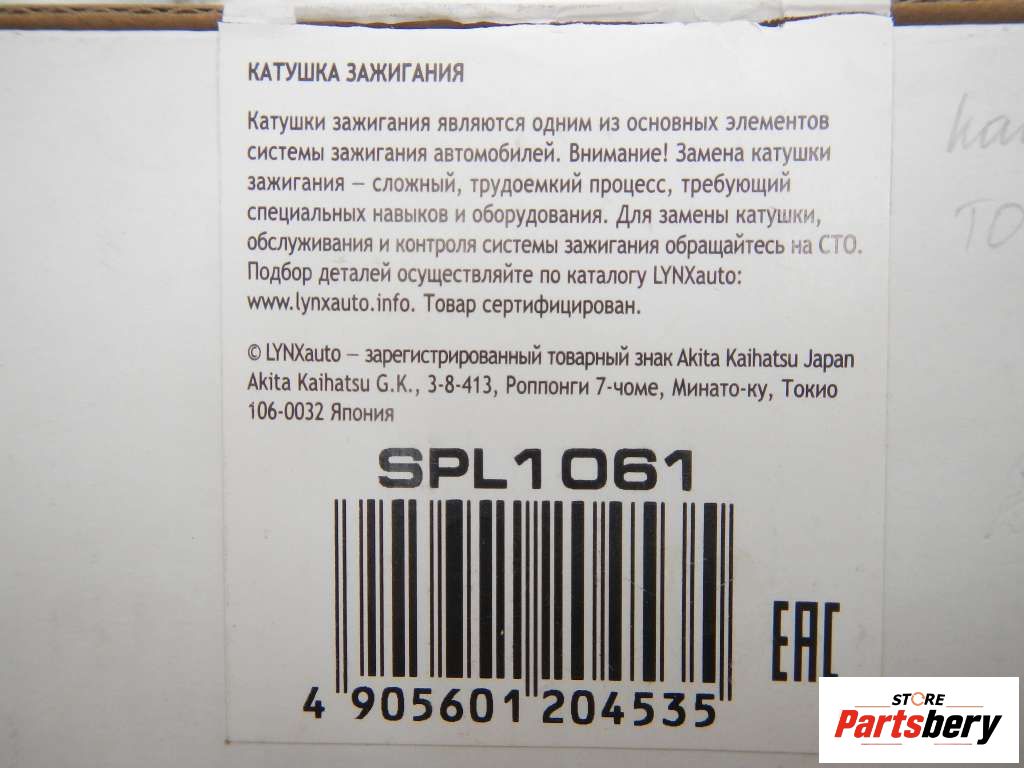 КАТУШКА ЗАЖИГАНИЯ
Катушки зажигания являются одним из основных элементов
системы зажигания автомобилей. Внимание! Замена катушки
зажигания — сложный, трудоемкий процесс, требующий
специальных навыков и оборудования. Для замены катушки,
обслуживания и контроля системы зажигания обращайтесь на СТО.
Подбор деталей осуществляйте по каталогу LYNXauto:
www.lynxauto.info. Товар сертифицирован.
© LYNXauto — зарегистрированный товарный знак Akita Kaihatsu Japan
Akita Kaihatsu G.K., 3-8-413, Роппонги 7-чоме, Минато-ку, Токио
106-0032 Япония
SPL1061
4 905601 204535
EAC
STORE
Partsbery